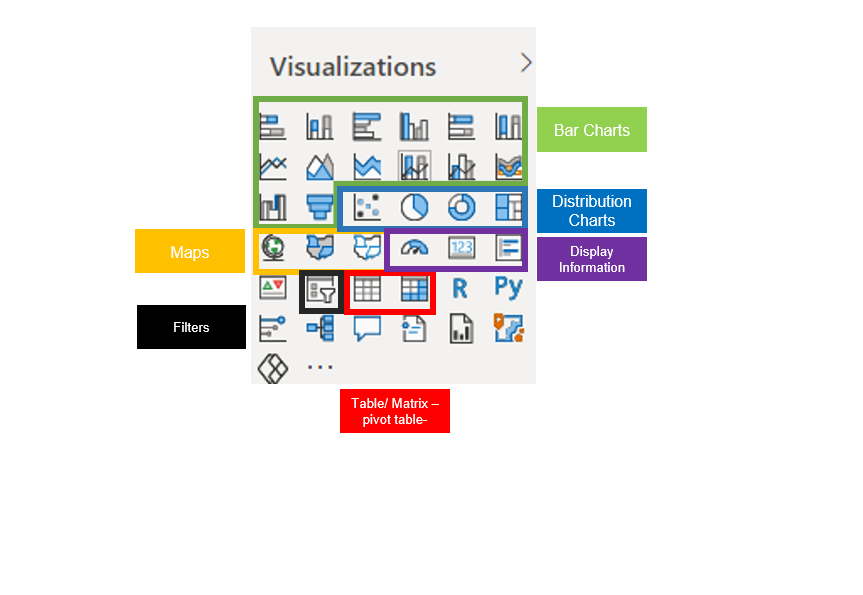 Visualizations
Bar Charts
Distribution
Charts
Maps
123
Display
Information
R
Py
Filters
Table/ Matrix –
pivot table-